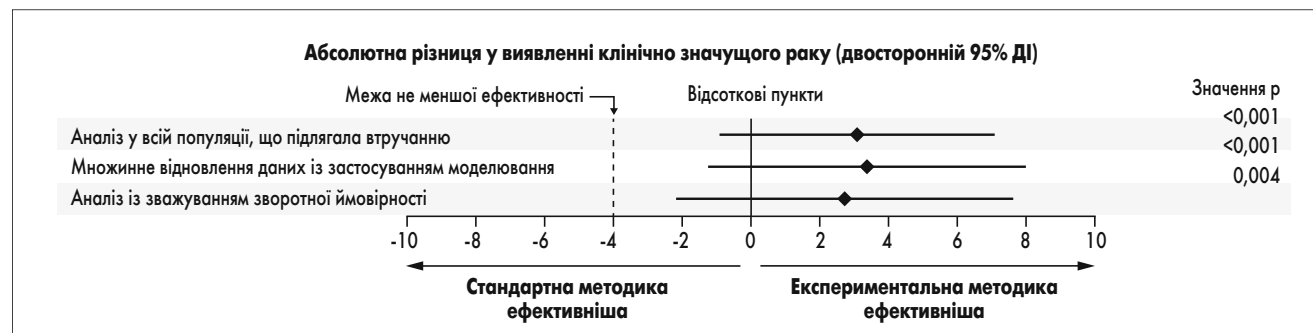 Абсолютна різниця у виявленні клінічно значущого раку (двосторонній 95% ДІ)
Межа не меншої ефективності
Відсоткові пункти
Значення р
Аналіз у всій популяції, що підлягала втручанню
<0,001
Множинне відновлення даних із застосуванням моделювання
<0,001
Аналіз із зважуванням зворотної ймовірності
0,004
-10 -8 -6 -4 -2 0 2 4 6 8 10
Стандартна методика
ефективніша
Експериментальна методика
ефективніша